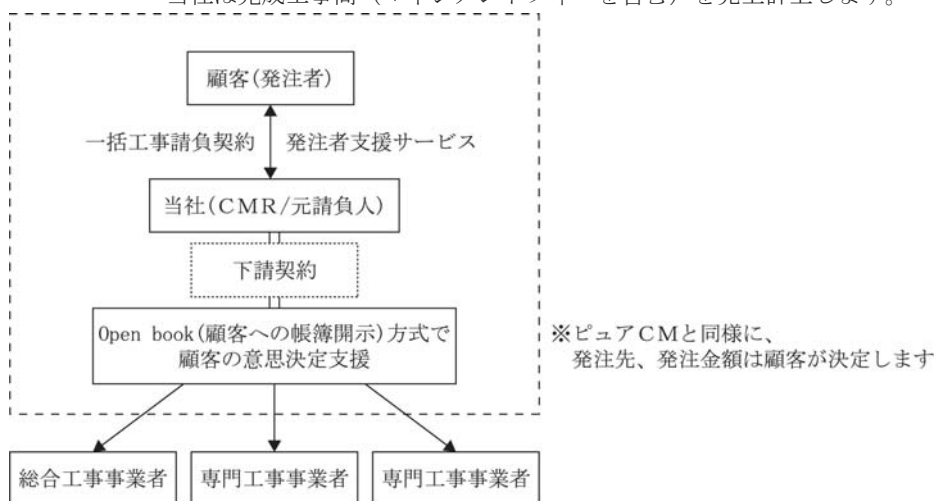 顧客(発注者)
一括工事請負契約 発注者支援サービス
当社(CMR/元請負人)
下請契約
Open book(顧客への帳簿開示)方式で
顧客の意思決定支援
※ピュアCMと同様に、
発注先、発注金額は顧客が決定します
総合工事事業者 専門工事事業者 専門工事事業者